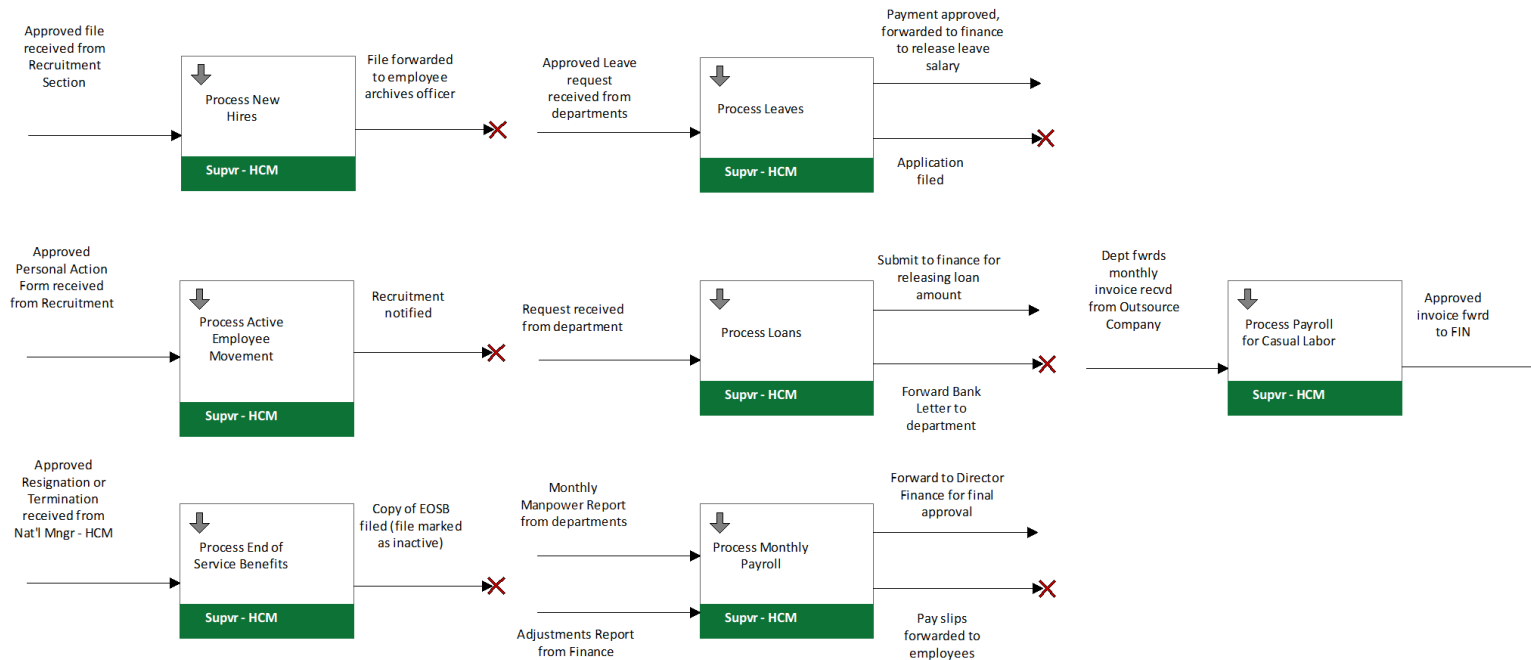 Approved file
received from
Recruitment
Section
Process New
Hires
Supvr - HCM
File forwarded
to employee
archives officer
Approved Leave
request
received from
departments
Process Leaves
Supvr - HCM
Payment approved,
forwarded to finance
to release leave
salary
Application
filed
Approved
Personal Action
Form received
from Recruitment
Process Active
Employee
Movement
Supvr - HCM
Recruitment
notified
Request received
from department
Process Loans
Supvr - HCM
Submit to finance for
releasing loan
amount
Forward Bank
Letter to
department
Dept fwrds
monthly
invoice recvd
from Outsource
Company
Process Payroll
for Casual Labor
Supvr - HCM
Approved
invoice fwrd
to FIN
Approved
Resignation or
Termination
received from
Nat'l Mngr - HCM
Process End of
Service Benefits
Supvr - HCM
Copy of EOSB
filed (file marked
as inactive)
Monthly
Manpower Report
from departments
Adjustments Report
from Finance
Process Monthly
Payroll
Supvr - HCM
Forward to Director
Finance for final
approval
Pay slips
forwarded to
employees